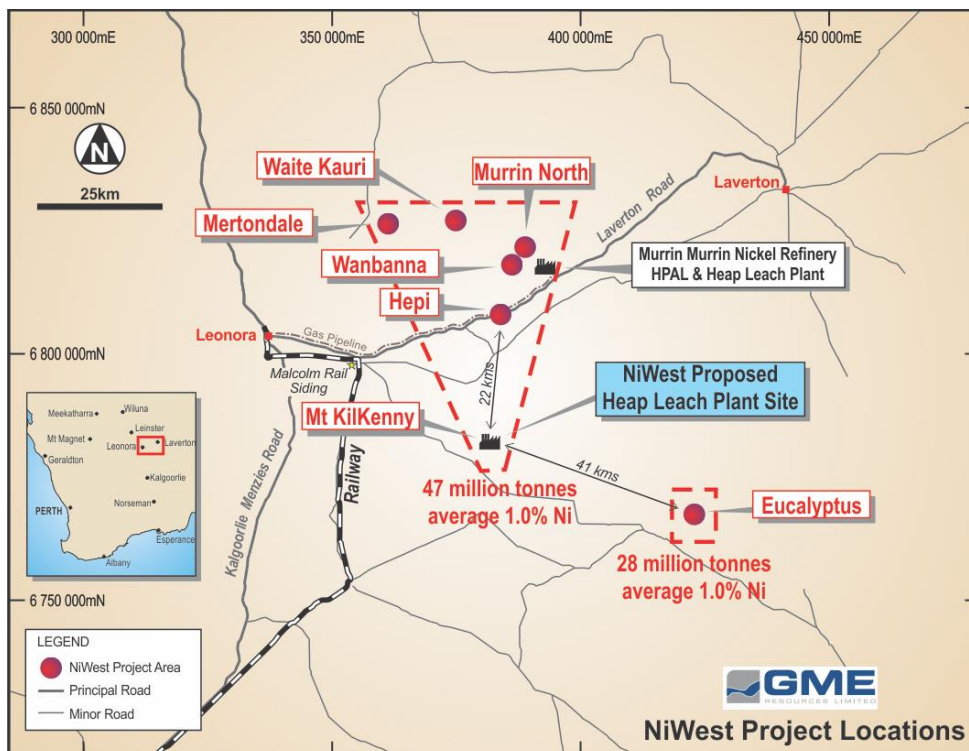 300 000mE
350 000mE
400 000mE
450 000mE
6 850 000mN
N
25km
Waite Kauri
Murrin North
Laverton
Laverton Road
Mertondale
Wanbanna
Murrin Murrin Nickel Refinery
HPAL & Heap Leach Plant
Hepi
Gas Pipeline
Leonora
6 800 000mN
Malcolm Rail
Siding
22 kms
NiWest Proposed
Heap Leach Plant Site
Mt KilKenny
Railway
Kalgoorlie Menzies Road
41 kms
47 million tonnes
average 1.0% Ni
Eucalyptus
28 million tonnes
average 1.0% Ni
Meekatharra
Wiluna
Leinster
Mt Magnet
Leonora
Laverton
Geraldton
Kalgoorlie
Norseman
PERTH
Esperance
Albany
6 750 000mN
LEGEND
NiWest Project Area
Principal Road
Minor Road
GME
RESOURCES LIMITED
NiWest Project Locations